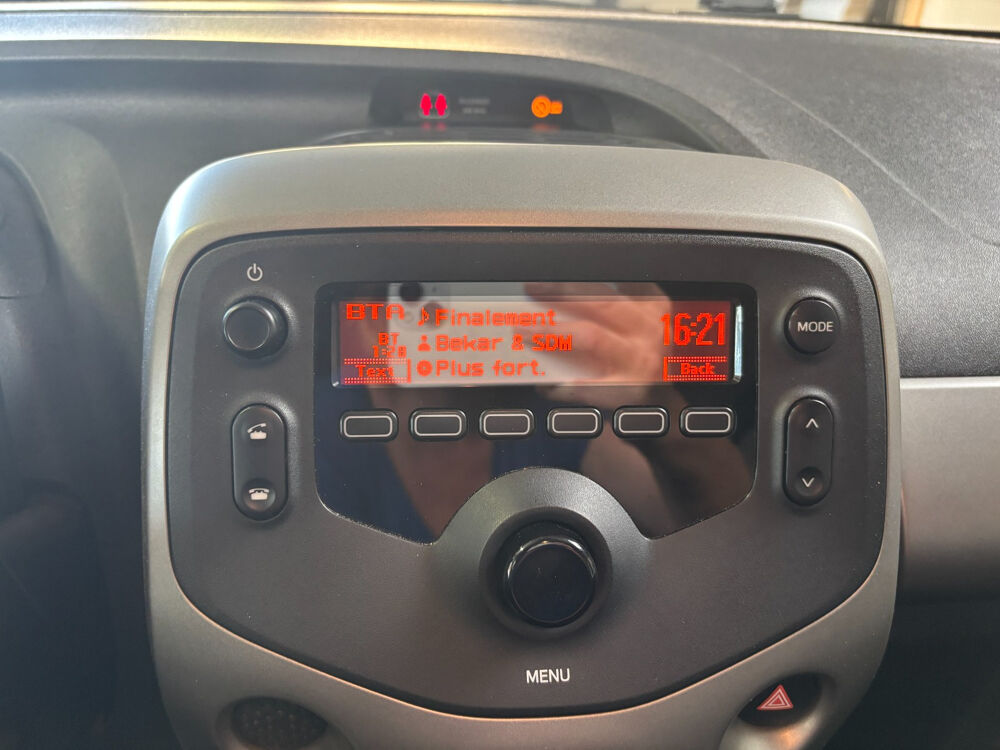 BTA
Finalement
16:21
BT
Bekar & SDM
Text
Plus fort.
Back
MODE
MENU